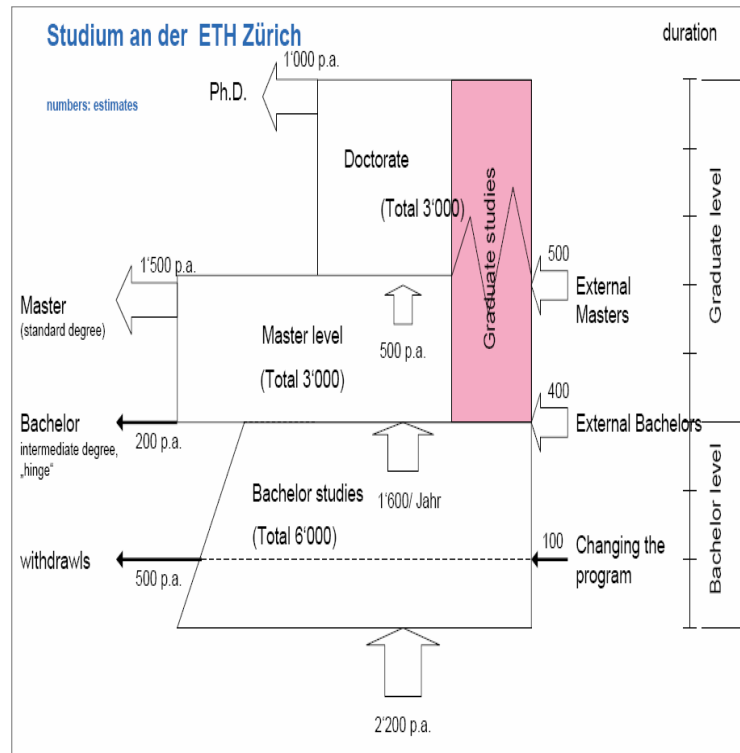 Studium an der ETH Zürich
duration
1‘000 p.a.
Ph.D.
numbers: estimates
Doctorate
(Total 3‘000)
Graduate studies
Graduate level
1‘500 p.a.
500
Master
(standard degree)
External
Masters
Master level
500 p.a.
(Total 3‘000)
400
Bachelor
200 p.a.
External Bachelors
intermediate degree,
„hinge“
Bachelor studies
1‘600/ Jahr
(Total 6‘000)
Bachelor level
withdrawls
500 p.a.
100
Changing the
program
2‘200 p.a.